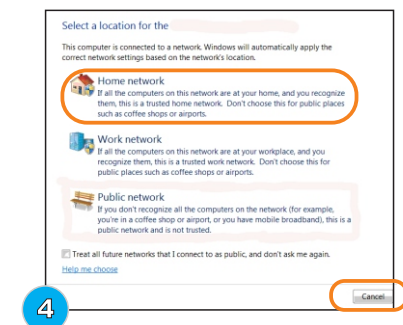 Select a location for the
This computer is connected to a network. Windows will automatically apply the
correct network settings based on the network's location.
Home network
If all the computers on this network are at your home, and you recognize
them, this is a trusted home network. Don't choose this for public places
such as coffee shops or airports.
Work network
If all the computers on this network are at your workplace, and you
recognize them, this is a trusted work network. Don't choose this for
public places such as coffee shops or airports.
Public network
If you don't recognize all the computers on the network (for example,
you're in a coffee shop or airport, or you have mobile broadband), this is a
public network and is not trusted.
Treat all future networks that I connect to as public, and don't ask me again.
Help me choose
Cancel
4